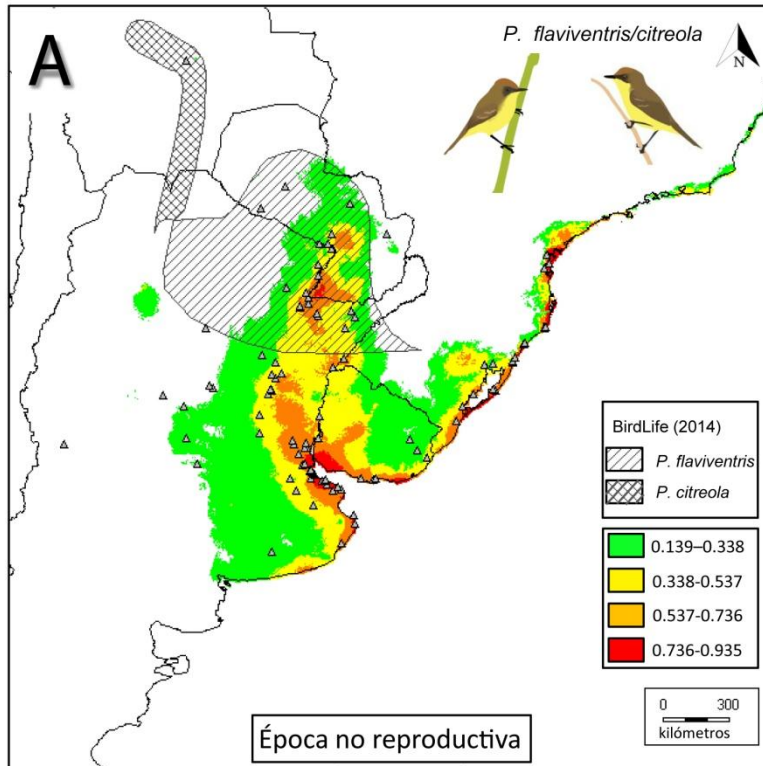 A
P. flaviventris/citreola
N
BirdLife (2014)
P. flaviventris
P. citreola
0.139–0.338
0.338-0.537
0.537-0.736
0.736-0.935
0 300
kilómetros
Época no reproductiva